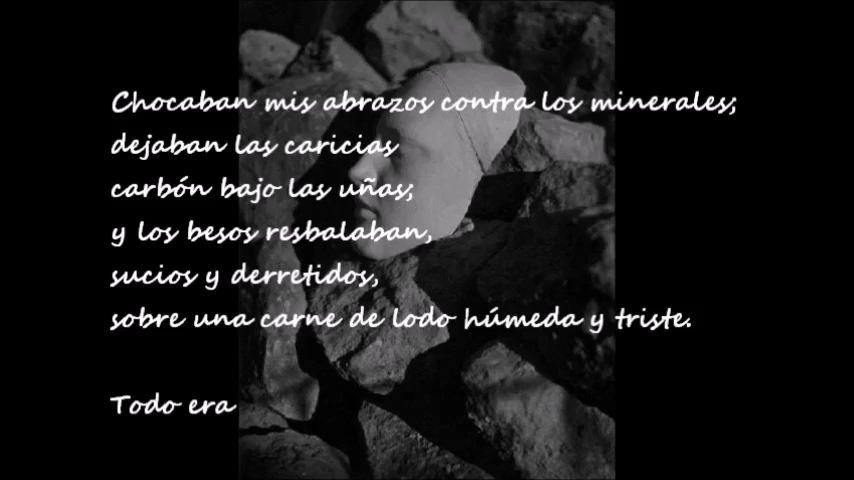 Chocaban mis abrazos contra los minerales;
dejaban las caricias
carbón bajo las uñas;
y los besos resbalaban,
sucios y derretidos,
sobre una carne de lodo húmeda y triste.
Todo era